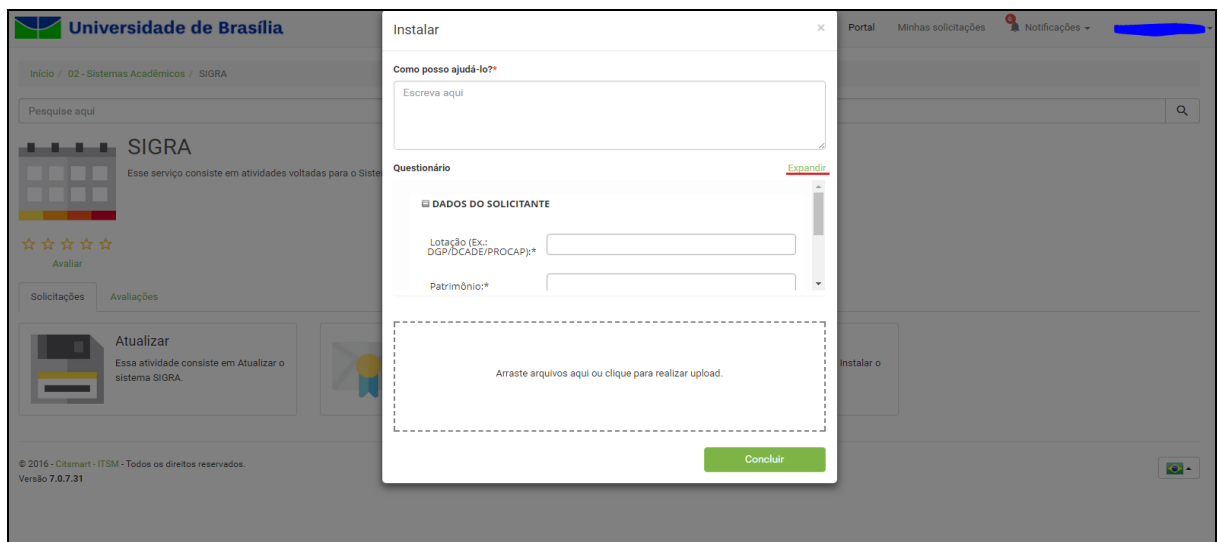 Universidade de Brasília
Portal
Minhas solicitações
6
Notificações
Início / 02 - Sistemas Acadêmicos / SIGRA
Pesquise aqui
SIGRA
Esse serviço consiste em atividades voltadas para o
Avaliar
Solicitações
Avaliações
Atualizar
Essa atividade consiste em Atualizar o
sistema SIGRA.
Instalar o
© 2016 - Citsmart - ITSM - Todos os direitos reservados.
Versão 7.0.7.31
Instalar
×
Como posso ajudá-lo?*
Escreva aqui
Questionário
Expandir
DADOS DO SOLICITANTE
Lotação (Ex.:
DGP/DCADE/PROCAP):*
Patrimônio:*
Arraste arquivos aqui ou clique para realizar upload.
Concluir